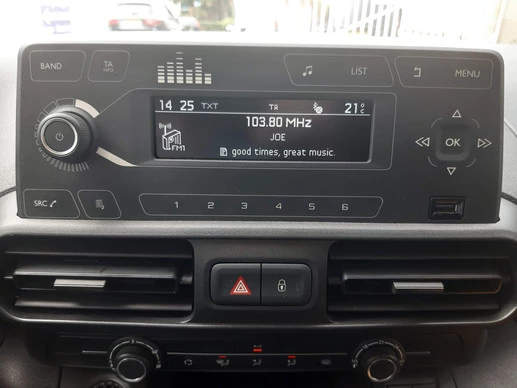 BAND
TA
INFO
LIST
MENU
14 25 TXT TR 21°C
103.80 MHz
JOE
FM1
good times, great music.
OK
SRC
1 2 3 4 5 6